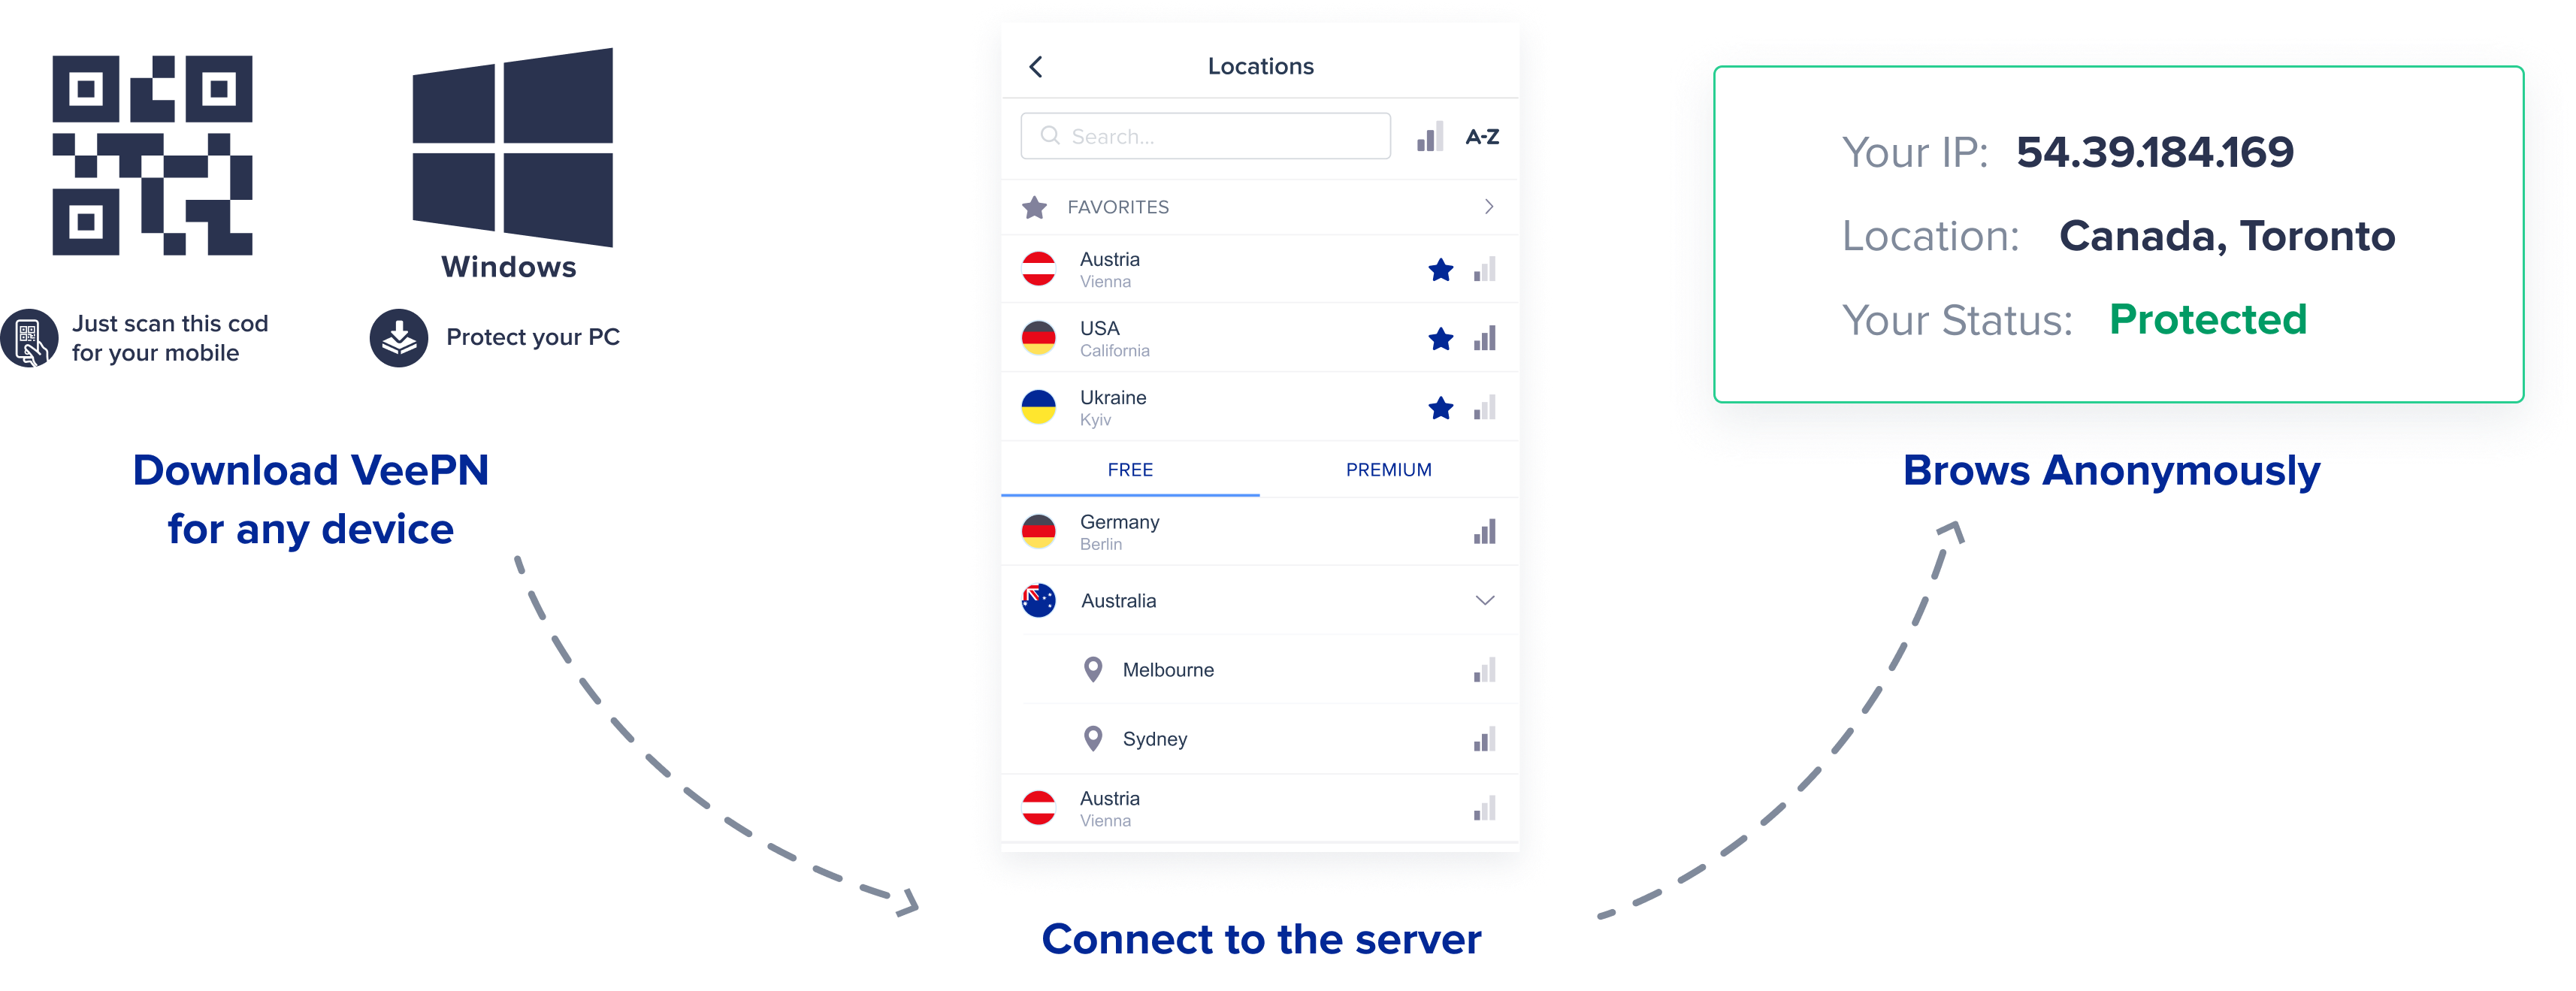 Windows
Just scan this cod
for your mobile
Protect your PC
Download VeePN
for any device
Locations
Search...
A-Z
FAVORITES
Austria
Vienna
USA
California
Ukraine
Kyiv
FREE PREMIUM
Germany
Berlin
Australia
Melbourne
Sydney
Austria
Vienna
Connect to the server
Your IP: 54.39.184.169
Location: Canada, Toronto
Your Status: Protected
Brows Anonymously